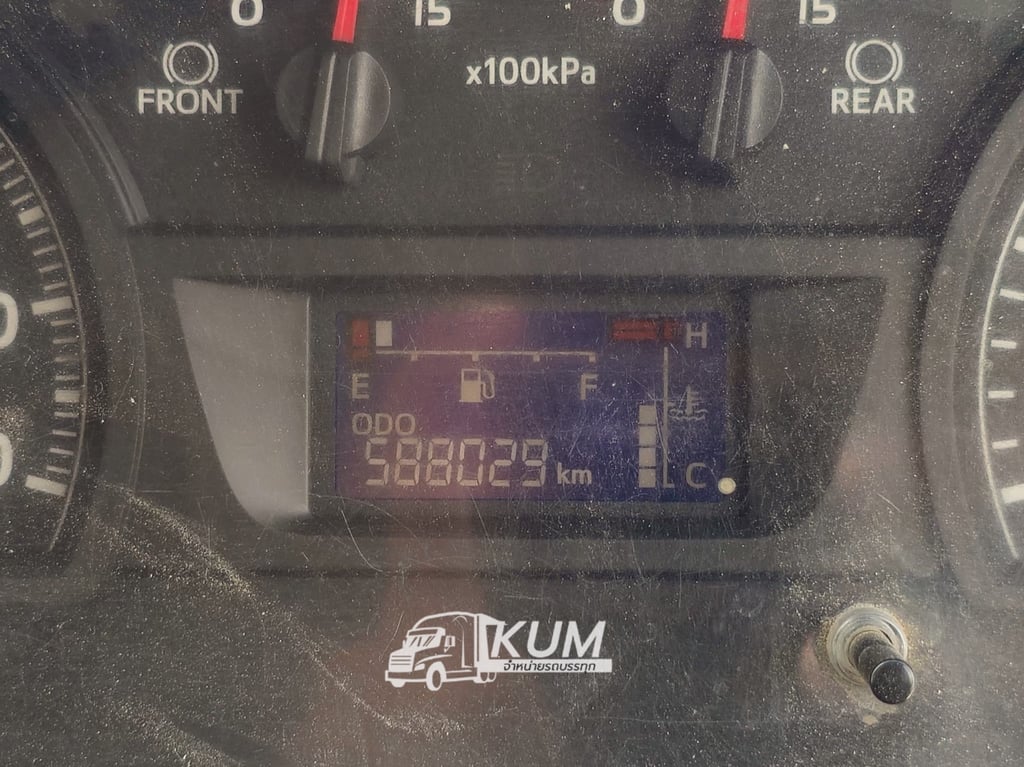 0 15 0 15
FRONT x100kPa REAR
H
E F
ODO
588029 km C
KUM
จำหน่ายรถบรรทุก